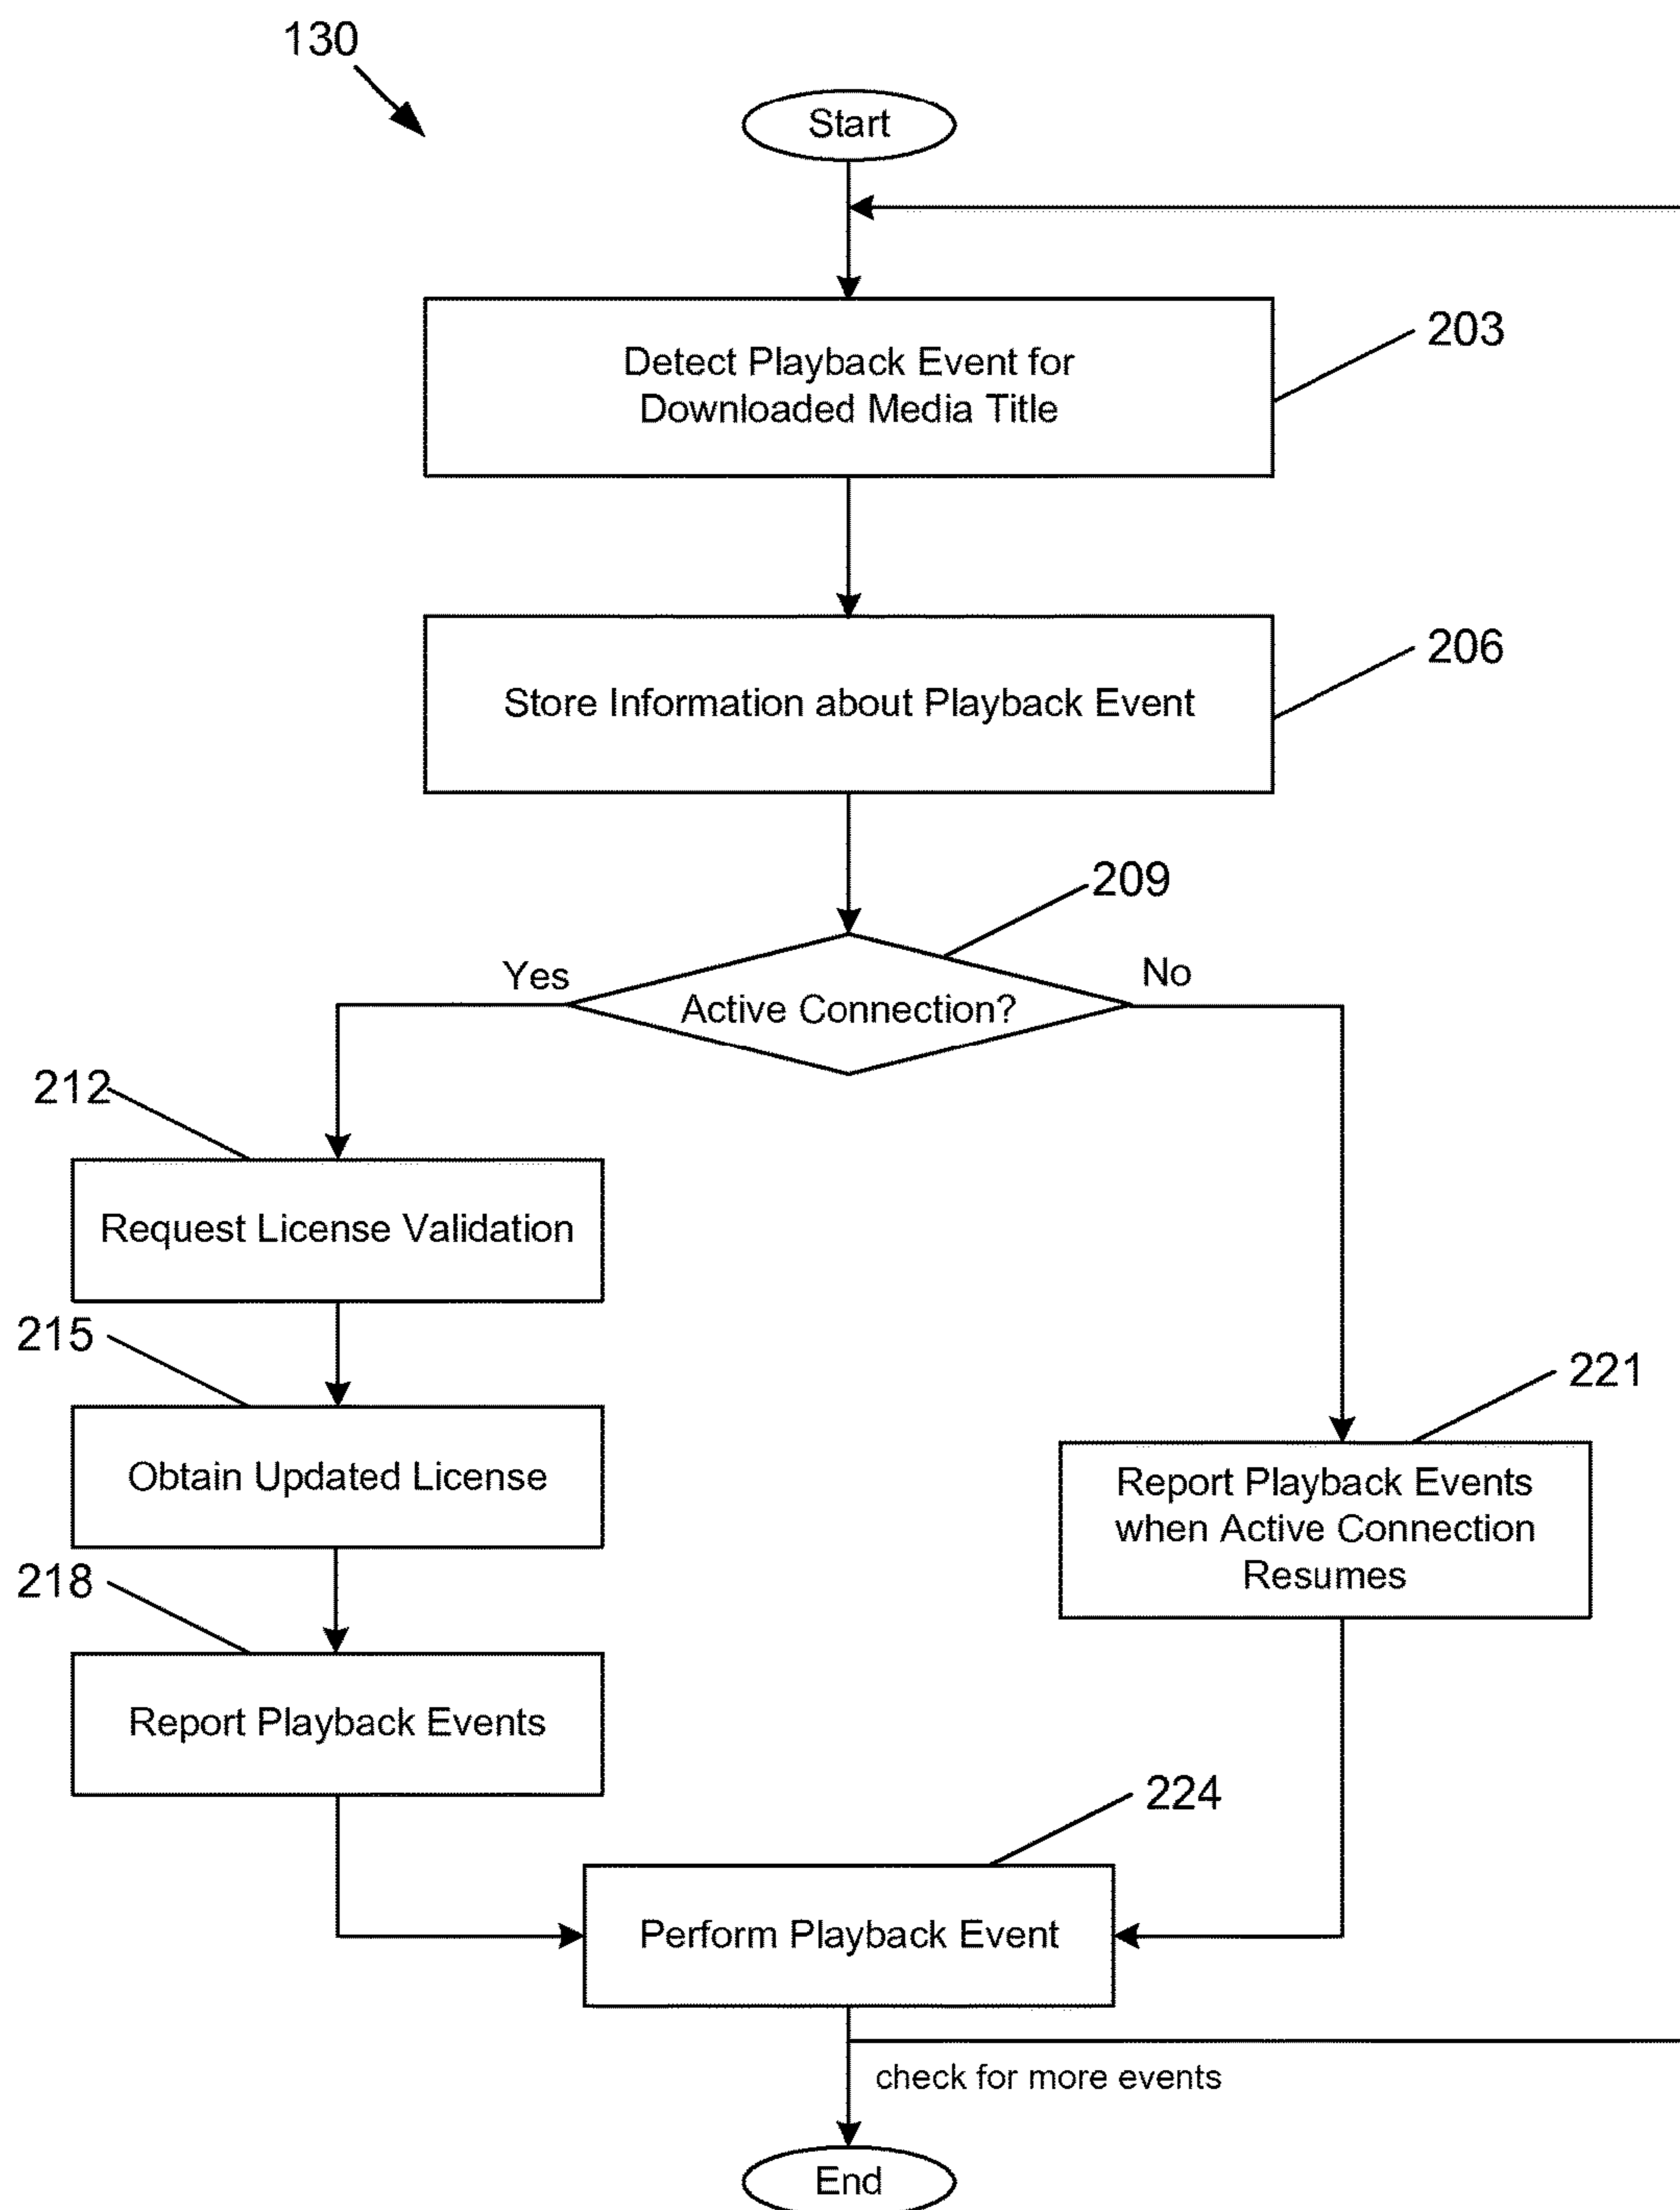 130
Start
Detect Playback Event for
Downloaded Media Title
203
Store Information about Playback Event
206
209
Yes
Active Connection?
No
212
Request License Validation
215
Obtain Updated License
221
Report Playback Events
when Active Connection
Resumes
218
Report Playback Events
224
Perform Playback Event
check for more events
End